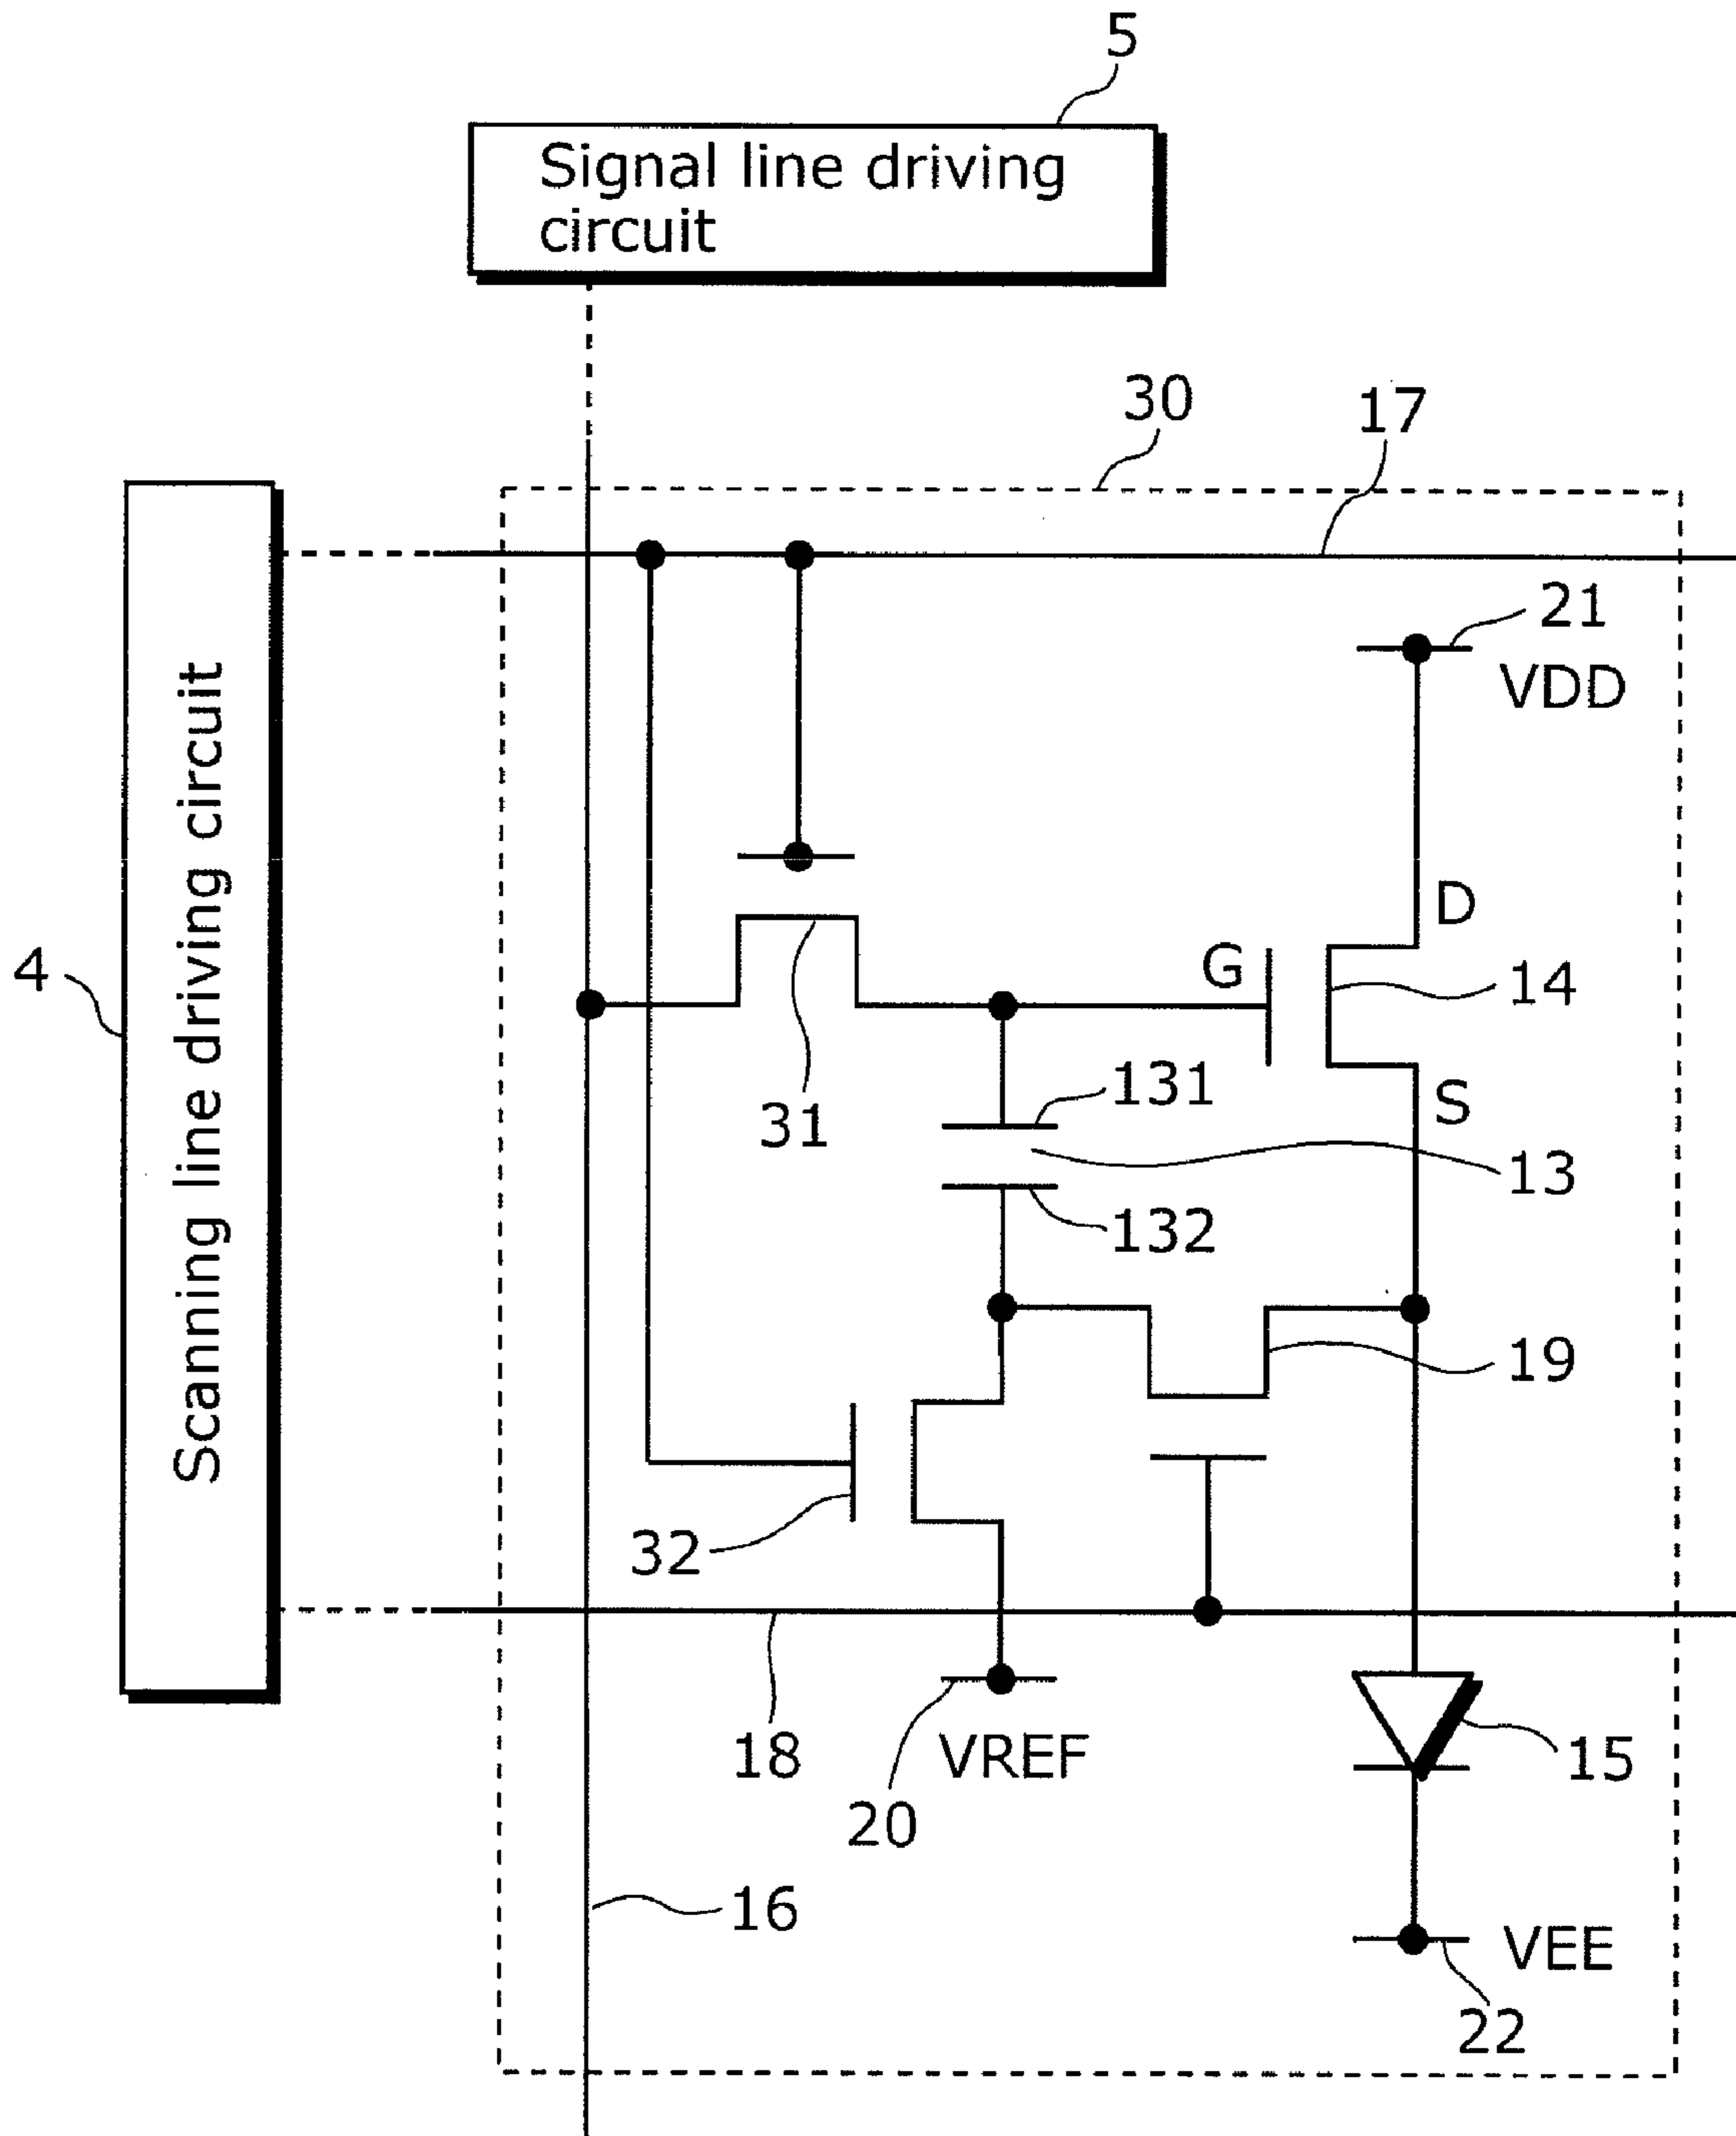 5
Signal line driving
circuit
30
17
21
VDD
Scanning line driving circuit
4
D
G
14
S
131
31
13
132
19
32
18
VREF
15
20
16
VEE
22